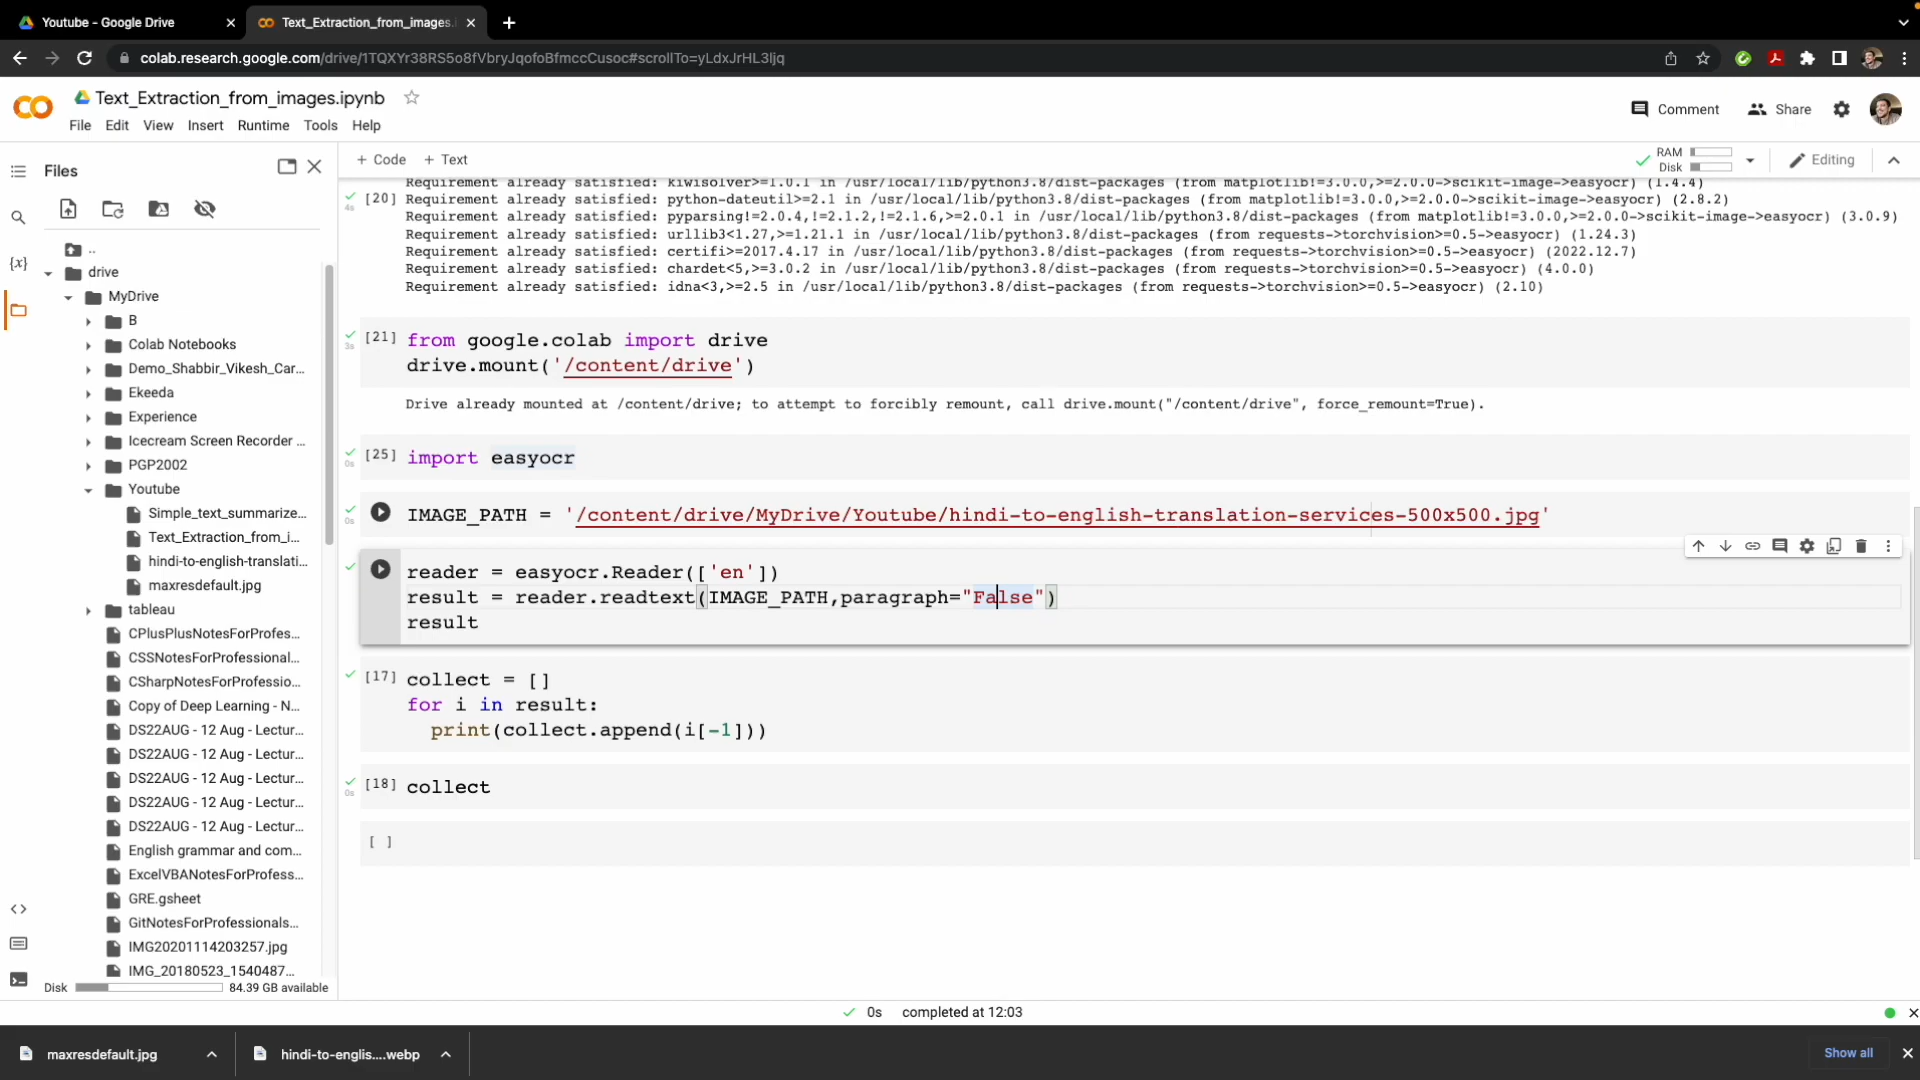 Youtube - Google Drive
Text_Extraction_from_images.i
colab.research.google.com/drive/1TQXYr38RS5o8fVbryJqofoBfmccCusoc#scrollTo=yLdxJrHL3Ijq
Text_Extraction_from_images.ipynb
File Edit View Insert Runtime Tools Help
Comment
Share
Files
+ Code + Text
RAM
Disk
Editing
..
drive
MyDrive
B
Colab Notebooks
Demo_Shabbir_Vikesh_Car...
Ekeeda
Experience
Icecream Screen Recorder ...
PGP2002
Youtube
Simple_text_summarize...
Text_Extraction_from_i...
hindi-to-english-translati...
maxresdefault.jpg
tableau
CPlusPlusNotesForProfes...
CSSNotesForProfessional...
CSharpNotesForProfessio...
Copy of Deep Learning - N...
DS22AUG - 12 Aug - Lectur...
DS22AUG - 12 Aug - Lectur...
DS22AUG - 12 Aug - Lectur...
DS22AUG - 12 Aug - Lectur...
DS22AUG - 12 Aug - Lectur...
English grammar and com...
ExcelVBANotesForProfess...
GRE.gsheet
GitNotesForProfessionals...
IMG20201114203257.jpg
IMG_20180523_1540487...
Disk 84.39 GB available
Requirement already satisfied: kiwisolver>=1.0.1 in /usr/local/lib/python3.8/dist-packages (from matplotlib!=3.0.0,>=2.0.0->scikit-image->easyocr) (1.4.4)
[20] Requirement already satisfied: python-dateutil>=2.1 in /usr/local/lib/python3.8/dist-packages (from matplotlib!=3.0.0,>=2.0.0->scikit-image->easyocr) (2.8.2)
4s
Requirement already satisfied: pyparsing!=2.0.4,!=2.1.2,!=2.1.6,>=2.0.1 in /usr/local/lib/python3.8/dist-packages (from matplotlib!=3.0.0,>=2.0.0->scikit-image->easyocr) (3.0.9)
Requirement already satisfied: urllib3<1.27,>=1.21.1 in /usr/local/lib/python3.8/dist-packages (from requests->torchvision>=0.5->easyocr) (1.24.3)
Requirement already satisfied: certifi>=2017.4.17 in /usr/local/lib/python3.8/dist-packages (from requests->torchvision>=0.5->easyocr) (2022.12.7)
Requirement already satisfied: chardet<5,>=3.0.2 in /usr/local/lib/python3.8/dist-packages (from requests->torchvision>=0.5->easyocr) (4.0.0)
Requirement already satisfied: idna<3,>=2.5 in /usr/local/lib/python3.8/dist-packages (from requests->torchvision>=0.5->easyocr) (2.10)
[21] from google.colab import drive
3s
drive.mount('/content/drive')
Drive already mounted at /content/drive; to attempt to forcibly remount, call drive.mount("/content/drive", force_remount=True).
[25] import easyocr
0s
IMAGE_PATH = '/content/drive/MyDrive/Youtube/hindi-to-english-translation-services-500x500.jpg'
0s
reader = easyocr.Reader(['en'])
result = reader.readtext(IMAGE_PATH,paragraph="False")
result
[17] collect = []
for i in result:
print(collect.append(i[-1]))
[18] collect
0s
[ ]
0s completed at 12:03
maxresdefault.jpg
hindi-to-englis....webp
Show all